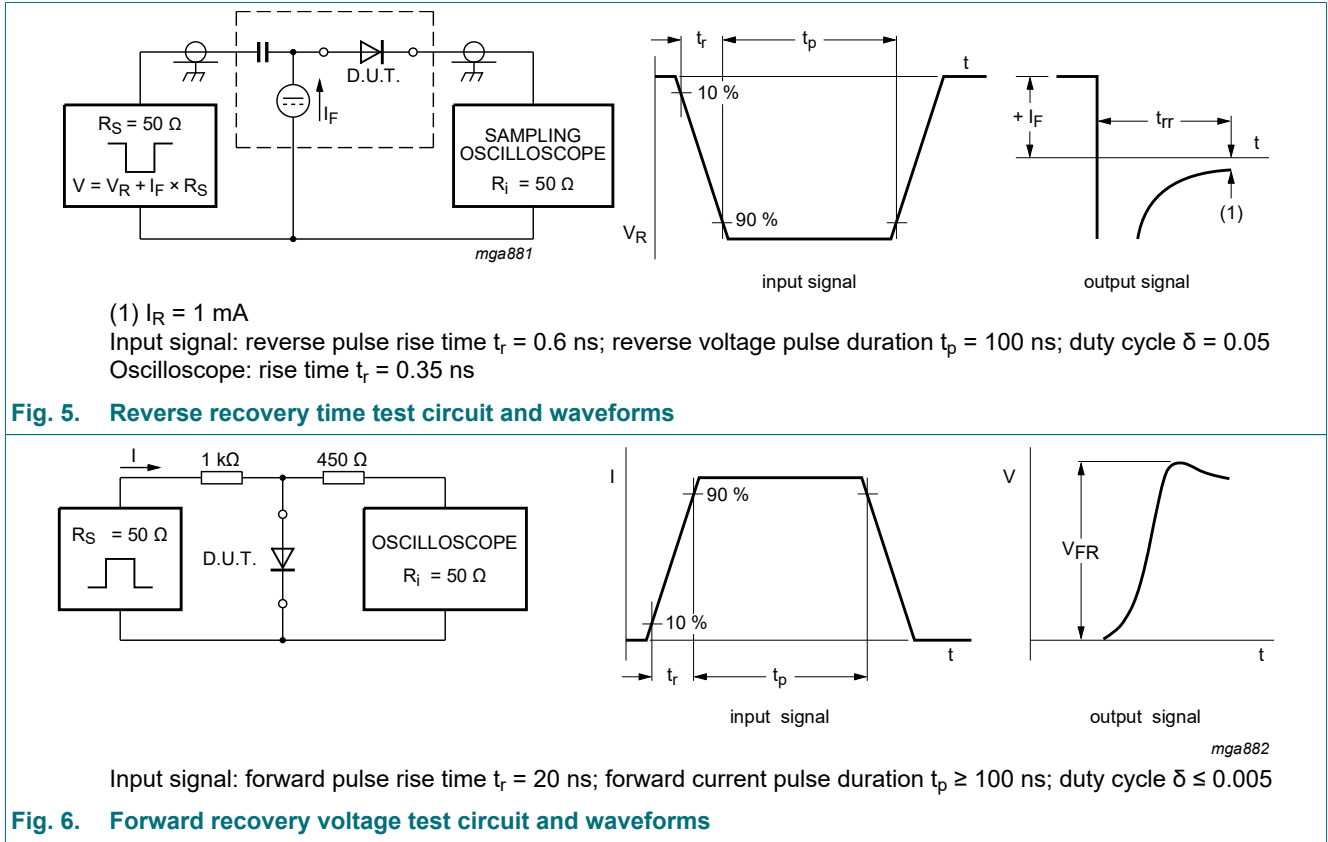 R_S = 50 Ω
V = V_R + I_F × R_S
I_F
D.U.T.
SAMPLING
OSCILLOSCOPE
R_i = 50 Ω
mga881
t_r
t_p
t
10 %
90 %
V_R
input signal
+ I_F
t_rr
t
(1)
output signal
(1) I_R = 1 mA
Input signal: reverse pulse rise time t_r = 0.6 ns; reverse voltage pulse duration t_p = 100 ns; duty cycle δ = 0.05
Oscilloscope: rise time t_r = 0.35 ns
Fig. 5. Reverse recovery time test circuit and waveforms
I
1 kΩ
450 Ω
R_S = 50 Ω
D.U.T.
OSCILLOSCOPE
R_i = 50 Ω
I
90 %
10 %
t
t_r
t_p
input signal
V
V_FR
t
output signal
mga882
Input signal: forward pulse rise time t_r = 20 ns; forward current pulse duration t_p ≥ 100 ns; duty cycle δ ≤ 0.005
Fig. 6. Forward recovery voltage test circuit and waveforms